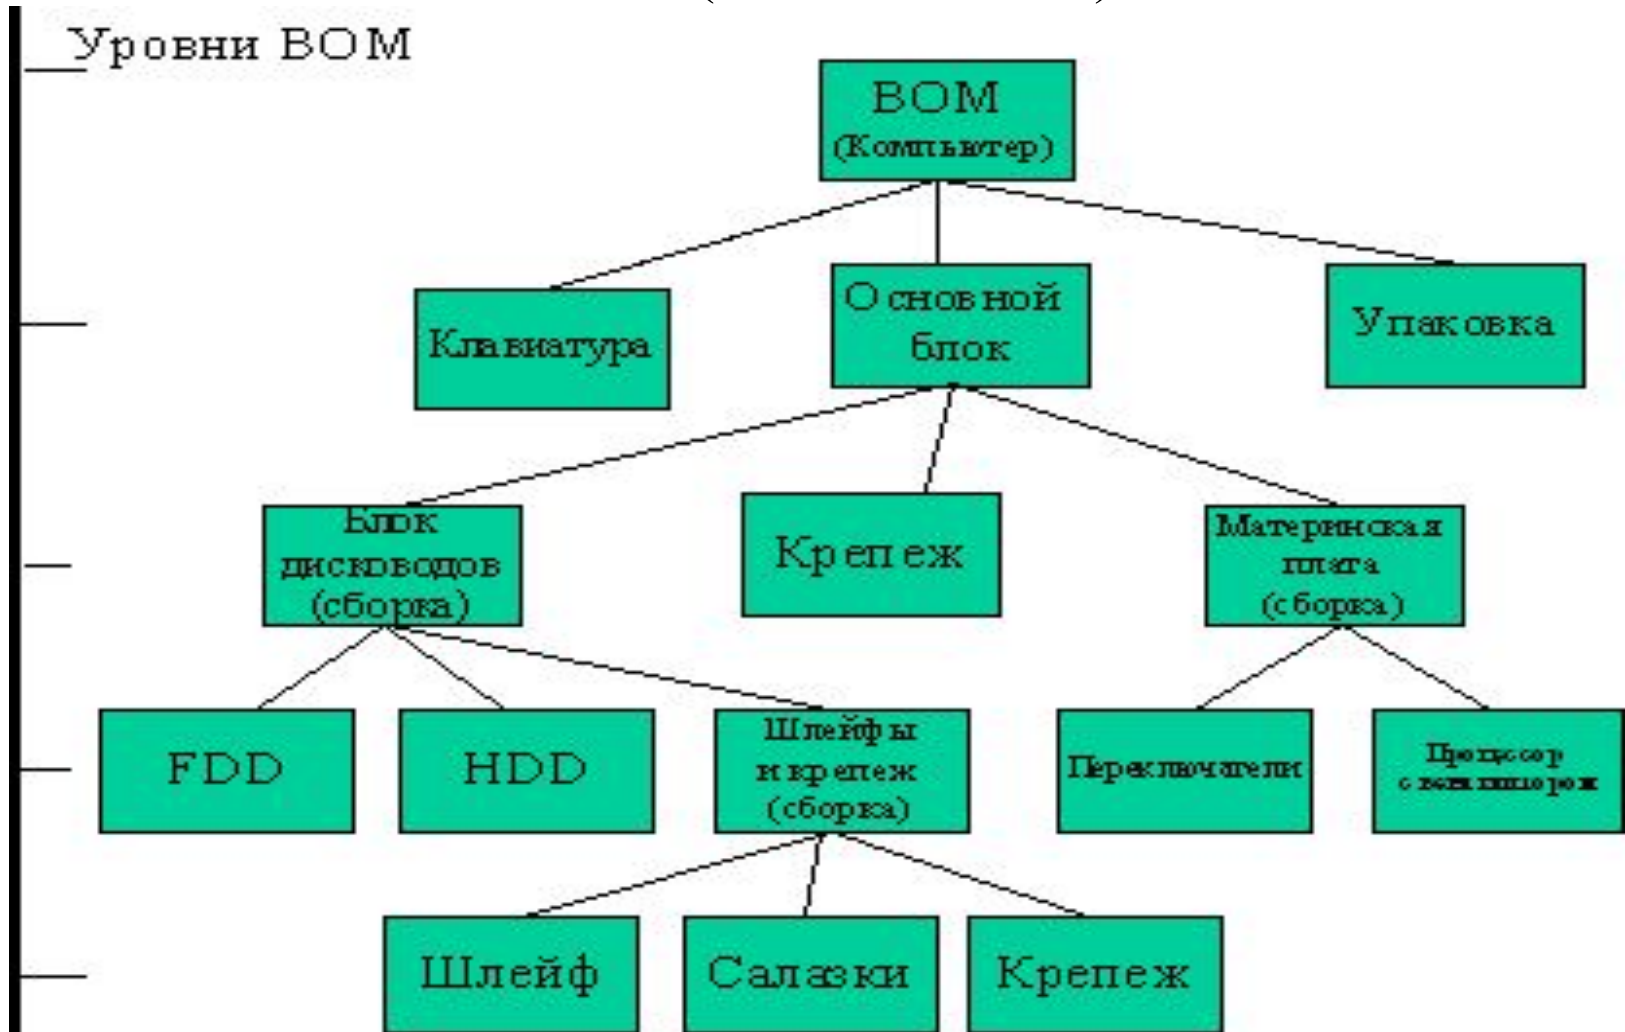 Уровни BOM
BOM
(Компьютер)
Клавиатура
Основной
блок
Упаковка
Блок
дисководов
(сборка)
Крепеж
Материнская
плата
(сборка)
FDD
HDD
Шлейфы
и крепеж
(сборка)
Переключатели
Процессор
с вентилятором
Шлейф
Салазки
Крепеж